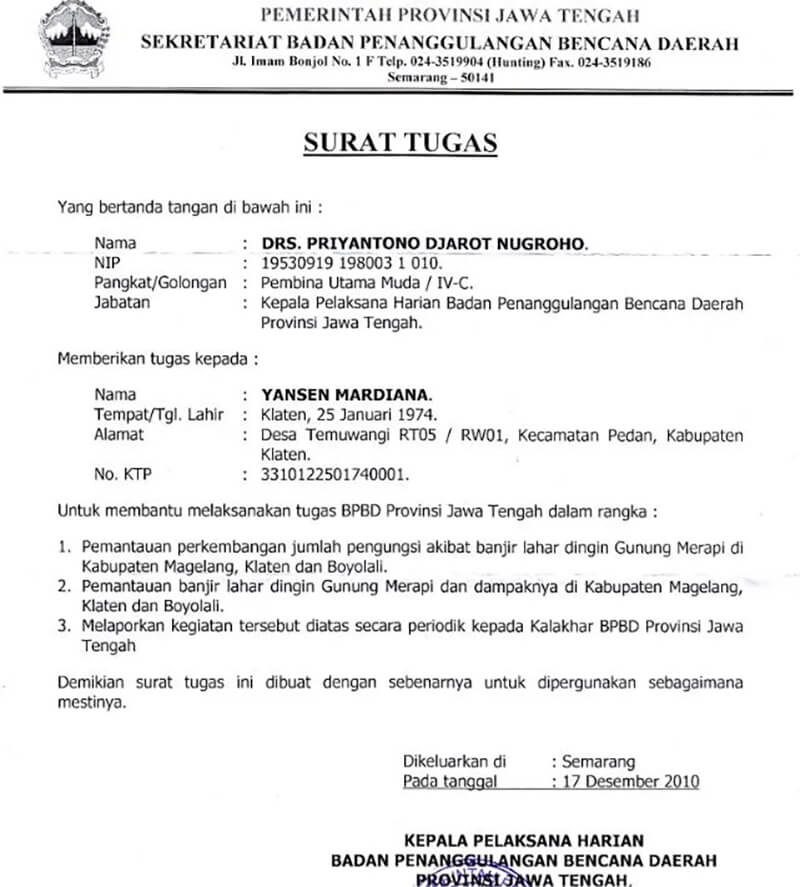 PEMERINTAH PROVINSI JAWA TENGAH
SEKRETARIAT BADAN PENANGGULANGAN BENCANA DAERAH
Jl. Imam Bonjol No. 1 F Telp. 024-3519904 (Hunting) Fax. 024-3519186
Semarang – 50141
SURAT TUGAS
Yang bertanda tangan di bawah ini :
Nama : DRS. PRIYANTONO DJAROT NUGROHO.
NIP : 19530919 198003 1 010.
Pangkat/Golongan : Pembina Utama Muda / IV-C.
Jabatan : Kepala Pelaksana Harian Badan Penanggulangan Bencana Daerah
Provinsi Jawa Tengah.
Memberikan tugas kepada :
Nama : YANSEN MARDIANA.
Tempat/Tgl. Lahir : Klaten, 25 Januari 1974.
Alamat : Desa Temuwangi RT05 / RW01, Kecamatan Pedan, Kabupaten
Klaten.
No. KTP : 3310122501740001.
Untuk membantu melaksanakan tugas BPBD Provinsi Jawa Tengah dalam rangka :
1. Pemantauan perkembangan jumlah pengungsi akibat banjir lahar dingin Gunung Merapi di
Kabupaten Magelang, Klaten dan Boyolali.
2. Pemantauan banjir lahar dingin Gunung Merapi dan dampaknya di Kabupaten Magelang,
Klaten dan Boyolali.
3. Melaporkan kegiatan tersebut diatas secara periodik kepada Kalakhar BPBD Provinsi Jawa
Tengah
Demikian surat tugas ini dibuat dengan sebenarnya untuk dipergunakan sebagaimana
mestinya.
Dikeluarkan di : Semarang
Pada tanggal : 17 Desember 2010
KEPALA PELAKSANA HARIAN
BADAN PENANGGULANGAN BENCANA DAERAH
PROVINSI JAWA TENGAH,